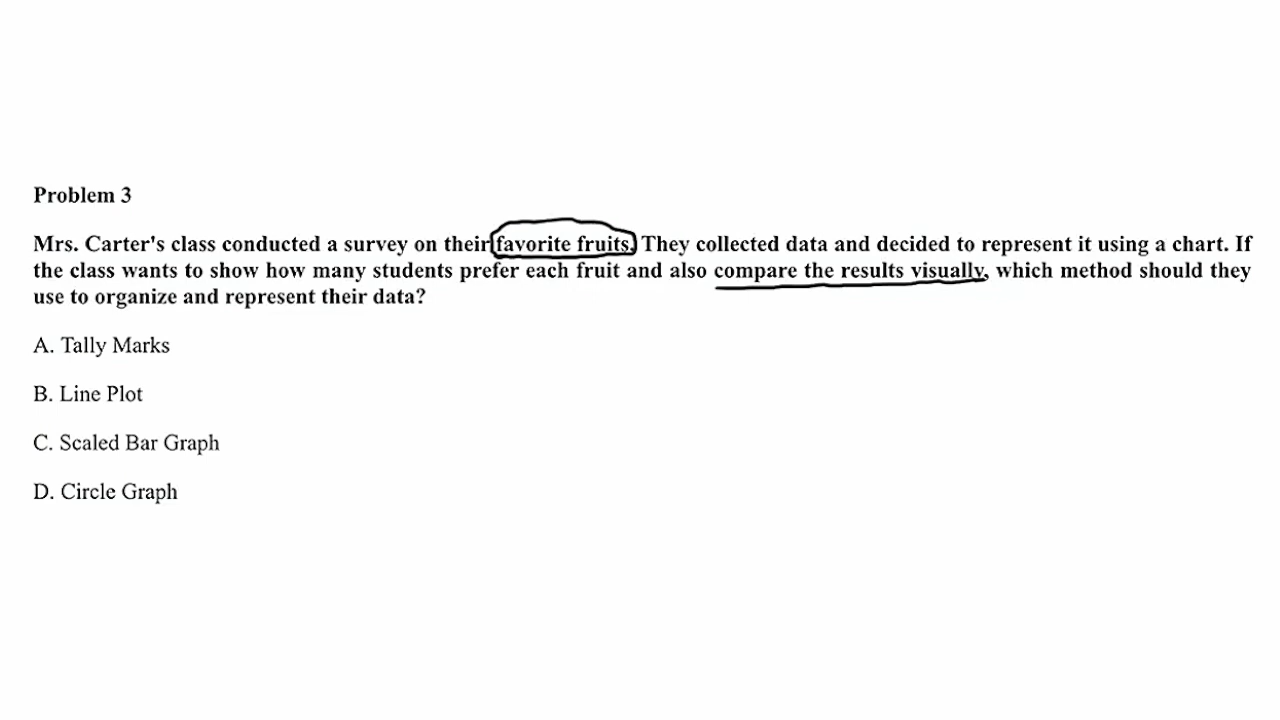 Problem 3
Mrs. Carter's class conducted a survey on their favorite fruits. They collected data and decided to represent it using a chart. If
the class wants to show how many students prefer each fruit and also compare the results visually, which method should they
use to organize and represent their data?
A. Tally Marks
B. Line Plot
C. Scaled Bar Graph
D. Circle Graph